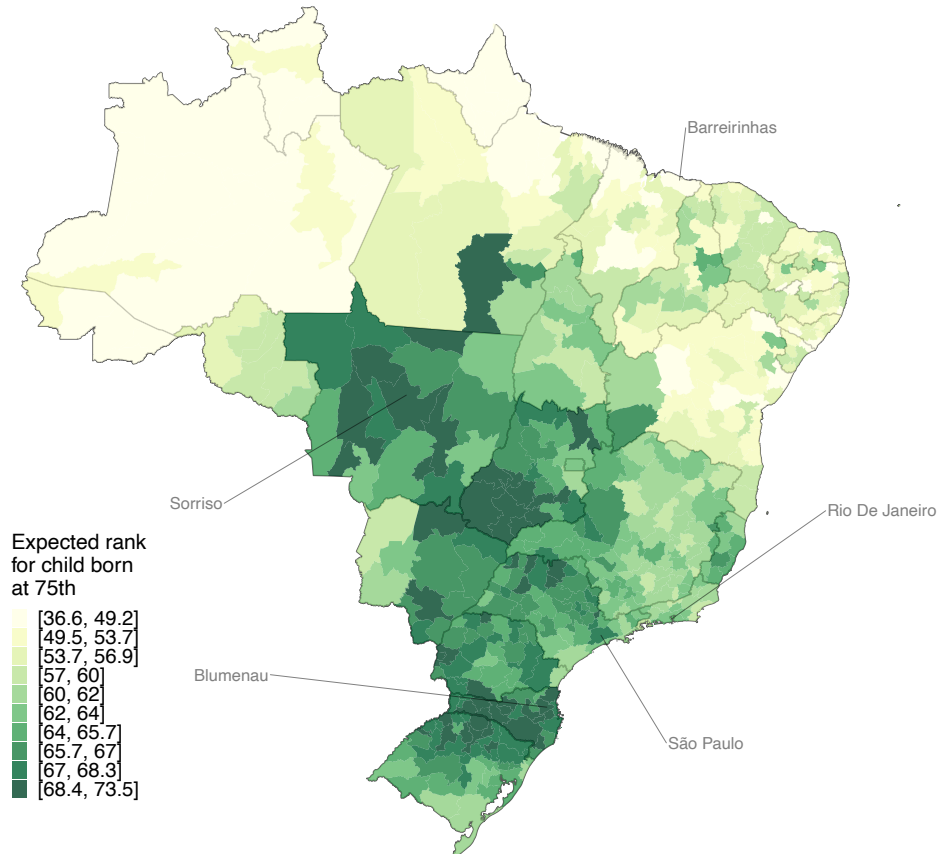 Barreirinhas
Sorriso
Rio De Janeiro
Expected rank
for child born
at 75th
[36.6, 49.2]
[49.5, 53.7]
[53.7, 56.9]
[57, 60]
[60, 62]
[62, 64]
[64, 65.7]
[65.7, 67]
[67, 68.3]
[68.4, 73.5]
Blumenau
São Paulo